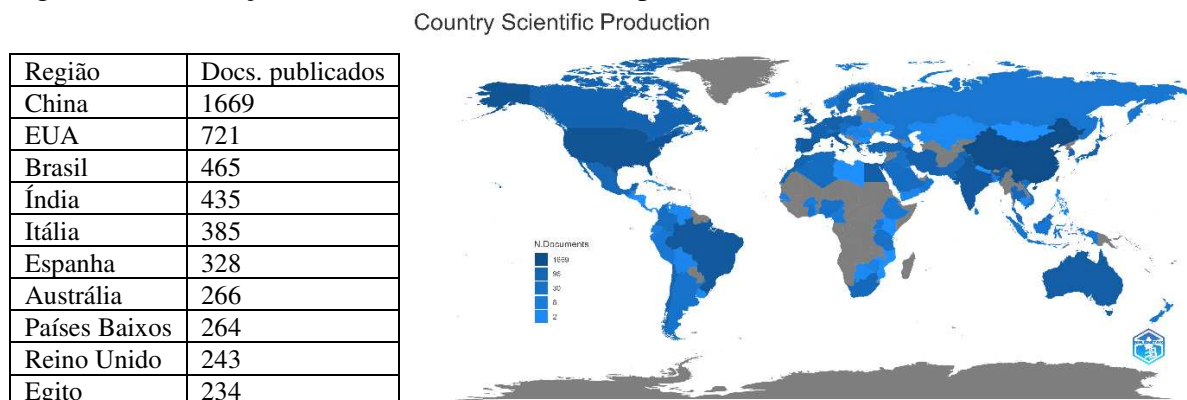 Country Scientific Production
Região Docs. publicados
China 1669
EUA 721
Brasil 465
Índia 435
Itália 385
Espanha 328
Austrália 266
Países Baixos 264
Reino Unido 243
Egito 234
N.Documents
1669
96
30
8
2